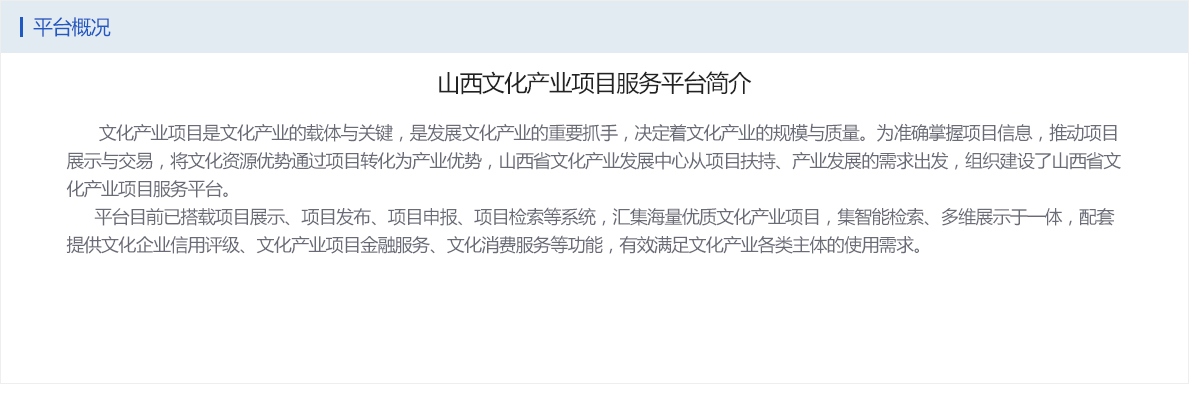 平台概况
山西文化产业项目服务平台简介
文化产业项目是文化产业的载体与关键，是发展文化产业的重要抓手，决定着文化产业的规模与质量。为准确掌握项目信息，推动项目
展示与交易，将文化资源优势通过项目转化为产业优势，山西省文化产业发展中心从项目扶持、产业发展的需求出发，组织建设了山西省文
化产业项目服务平台。
平台目前已搭载项目展示、项目发布、项目申报、项目检索等系统，汇集海量优质文化产业项目，集智能检索、多维展示于一体，配套
提供文化企业信用评级、文化产业项目金融服务、文化消费服务等功能，有效满足文化产业各类主体的使用需求。